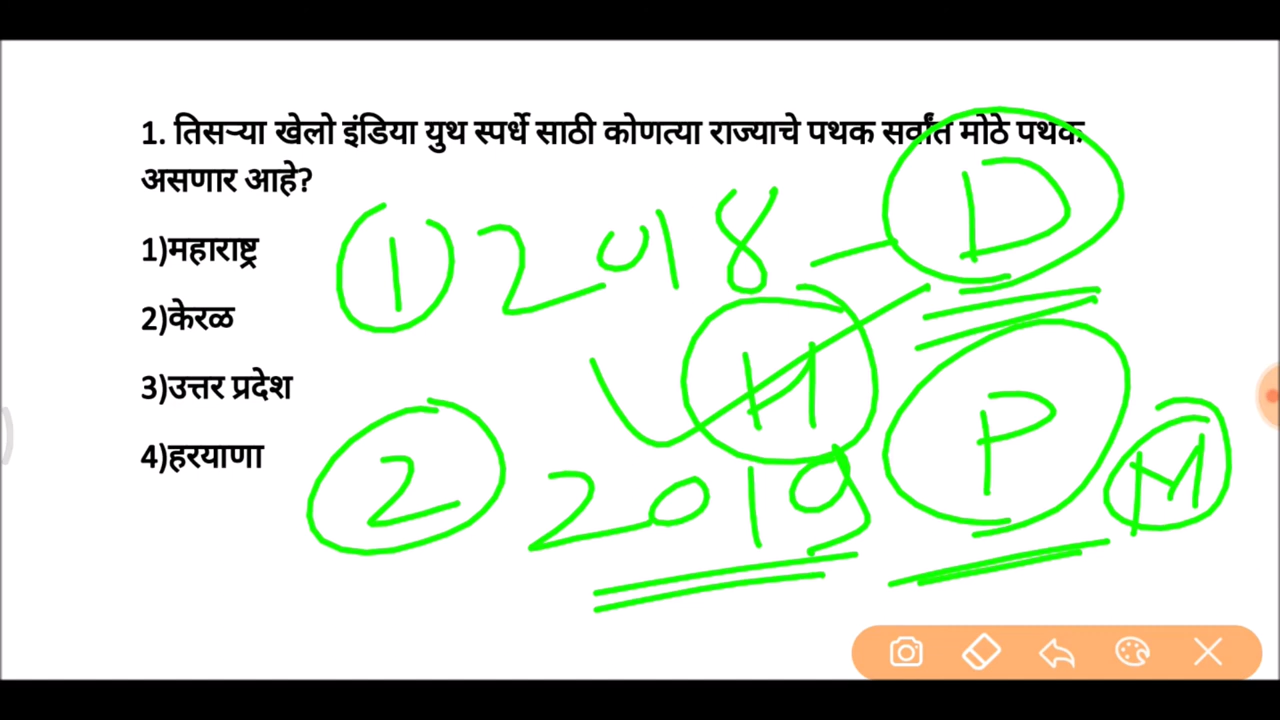 1. तिसऱ्या खेलो इंडिया युथ स्पर्धे साठी कोणत्या राज्याचे पथक सर्वांत मोठे पथक
असणार आहे?
1)महाराष्ट्र
2)केरळ
3)उत्तर प्रदेश
4)हरयाणा
1 2018 D
H
2 2019 P M